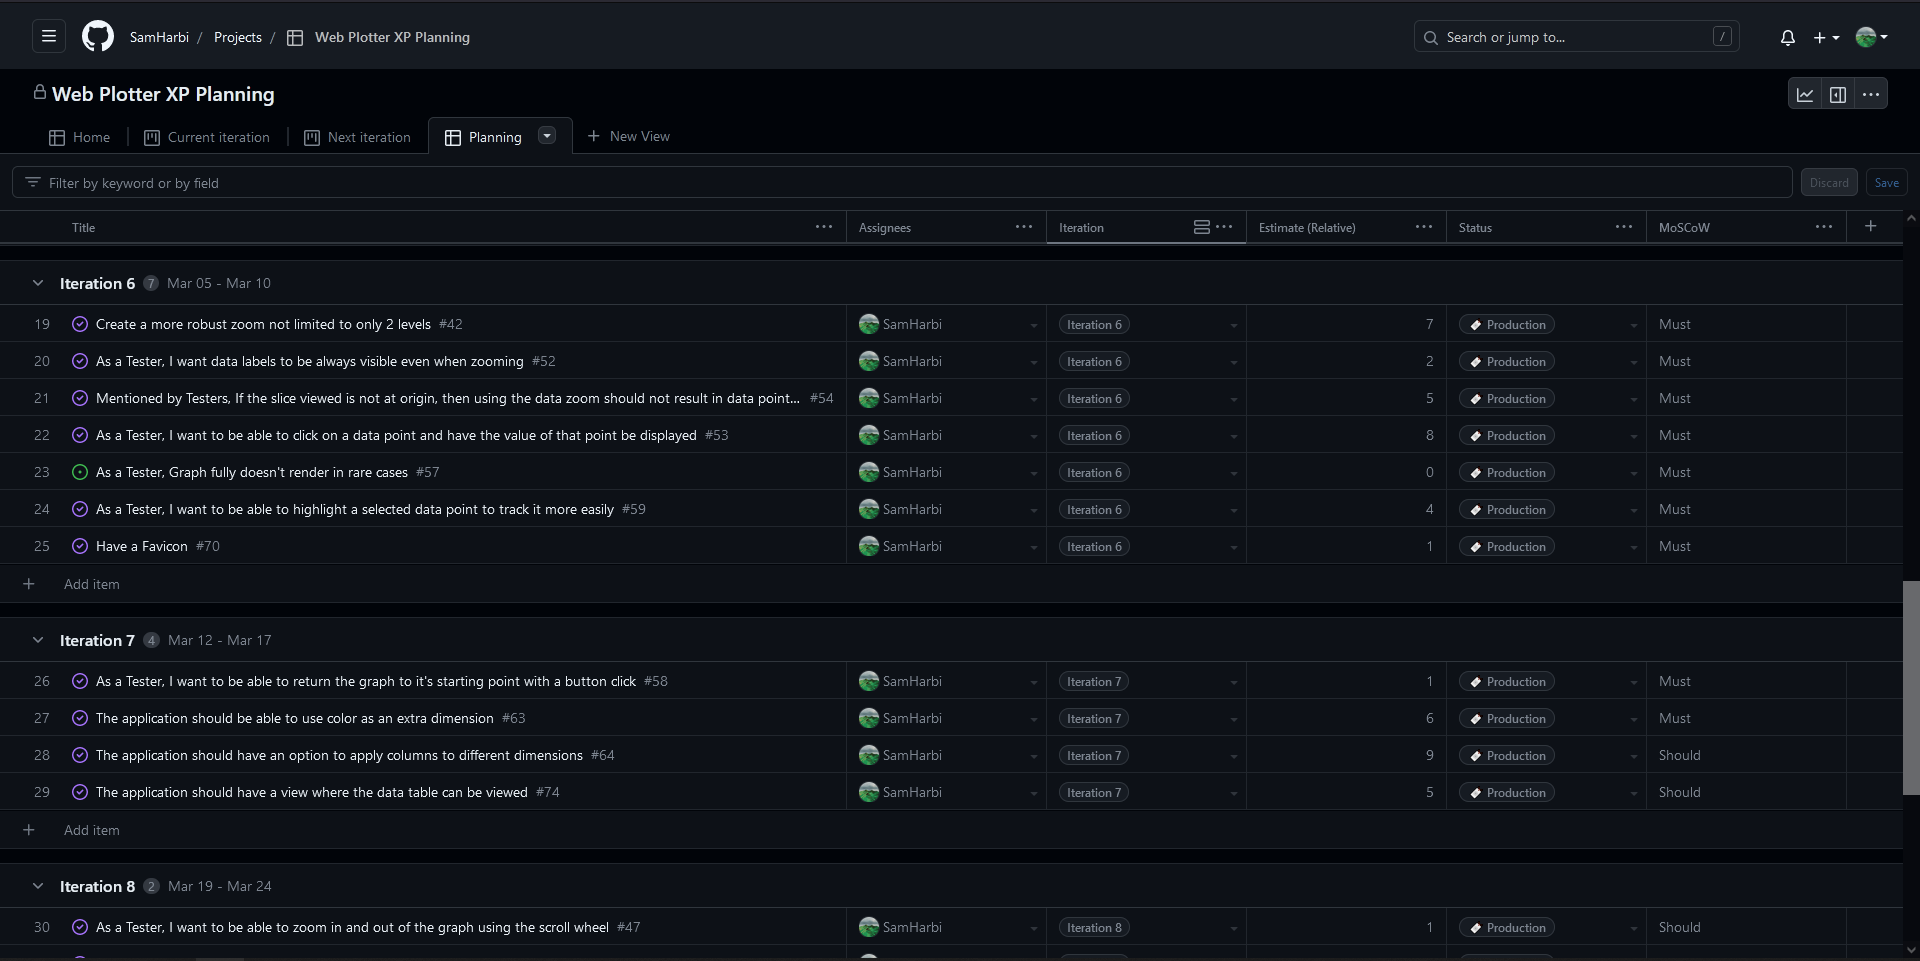 SamHarbi / Projects / Web Plotter XP Planning
Search or jump to... /
Web Plotter XP Planning
Home Current iteration Next iteration Planning New View
Filter by keyword or by field Discard Save
Title Assignees Iteration Estimate (Relative) Status MoSCoW
Iteration 6 7 Mar 05 - Mar 10
19 Create a more robust zoom not limited to only 2 levels #42 SamHarbi Iteration 6 7 Production Must
20 As a Tester, I want data labels to be always visible even when zooming #52 SamHarbi Iteration 6 2 Production Must
21 Mentioned by Testers, If the slice viewed is not at origin, then using the data zoom should not result in data point... #54 SamHarbi Iteration 6 5 Production Must
22 As a Tester, I want to be able to click on a data point and have the value of that point be displayed #53 SamHarbi Iteration 6 8 Production Must
23 As a Tester, Graph fully doesn't render in rare cases #57 SamHarbi Iteration 6 0 Production Must
24 As a Tester, I want to be able to highlight a selected data point to track it more easily #59 SamHarbi Iteration 6 4 Production Must
25 Have a Favicon #70 SamHarbi Iteration 6 1 Production Must
Add item
Iteration 7 4 Mar 12 - Mar 17
26 As a Tester, I want to be able to return the graph to it's starting point with a button click #58 SamHarbi Iteration 7 1 Production Must
27 The application should be able to use color as an extra dimension #63 SamHarbi Iteration 7 6 Production Must
28 The application should have an option to apply columns to different dimensions #64 SamHarbi Iteration 7 9 Production Should
29 The application should have a view where the data table can be viewed #74 SamHarbi Iteration 7 5 Production Should
Add item
Iteration 8 2 Mar 19 - Mar 24
30 As a Tester, I want to be able to zoom in and out of the graph using the scroll wheel #47 SamHarbi Iteration 8 1 Production Should